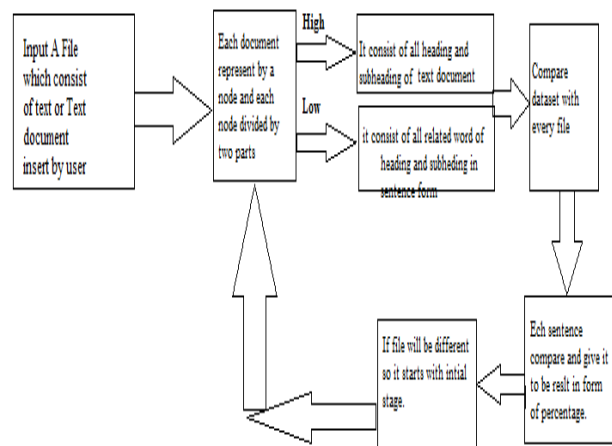 Input A File
which consist
of text or Text
document
insert by user
Each document
represent by a
node and each
node divided by
two parts
High
Low
It consist of all heading and
subheading of text document
it consist of all related word of
heading and subheding in
sentence form
Compare
dataset with
every file
Ech sentence
compare and give it
to be reslt in form
of percentage.
If file will be different
so it starts with intial
stage.